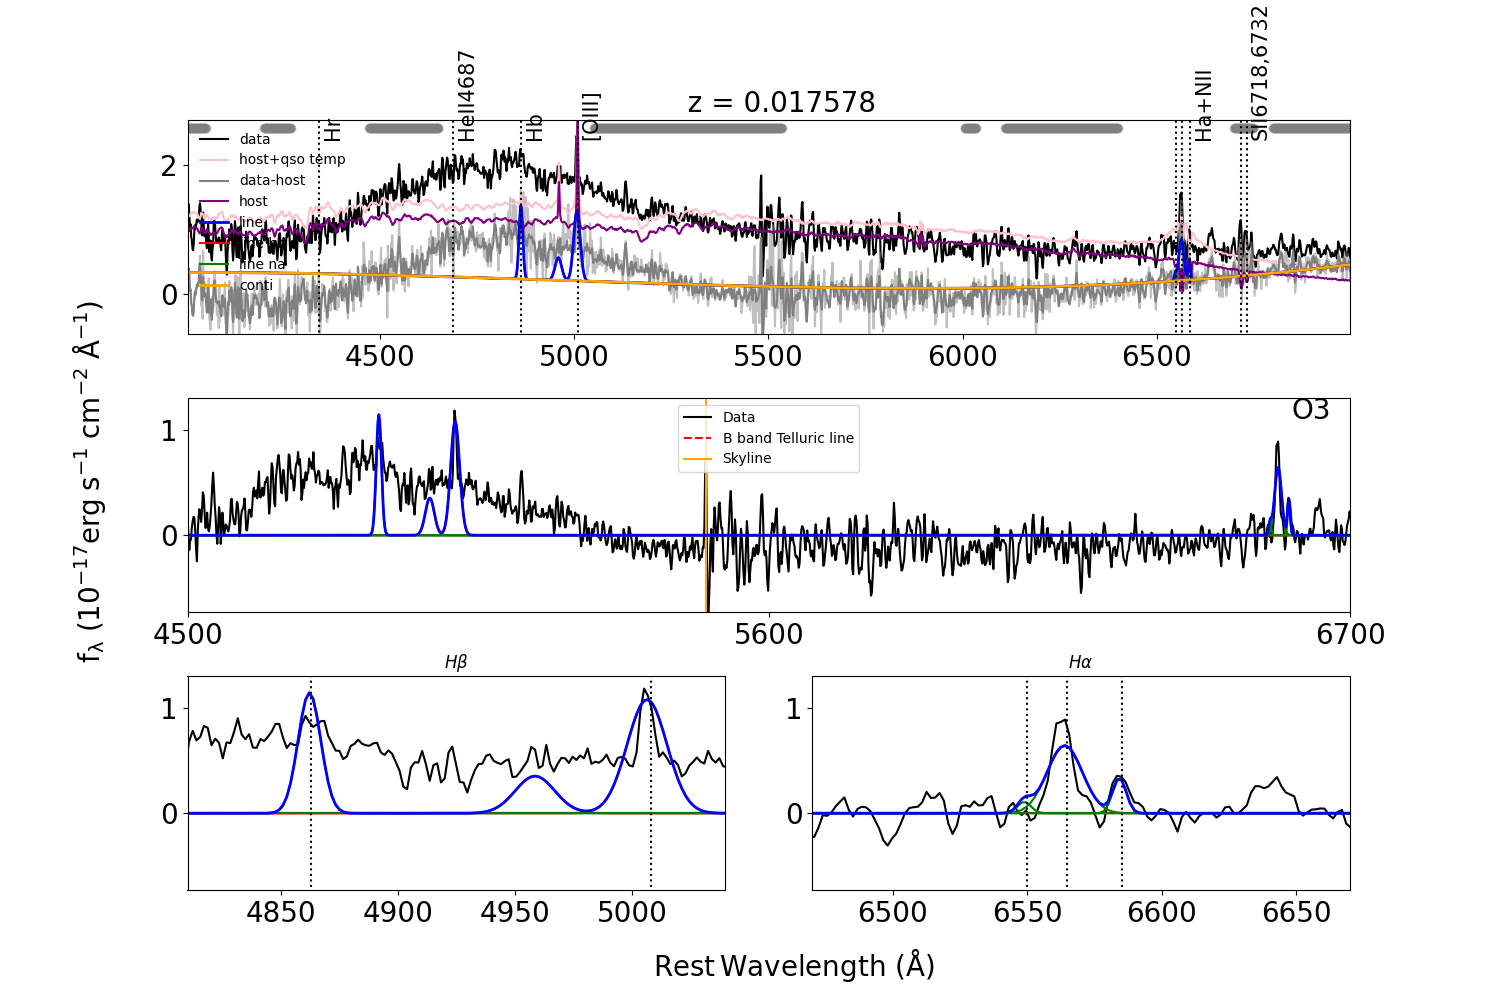 z = 0.017578
Hr
HeII4687
Hb
[OIII]
Ha+NII
SII6718,6732
data
host+qso temp
data-host
host
line
line na
conti
2
0
4500
5000
5500
6000
6500
fλ (10⁻¹⁷erg s⁻¹ cm⁻² Å⁻¹)
O3
Data
B band Telluric line
Skyline
1
0
4500
5600
6700
Hβ
1
0
4850
4900
4950
5000
Hα
1
0
6500
6550
6600
6650
Rest Wavelength (Å)